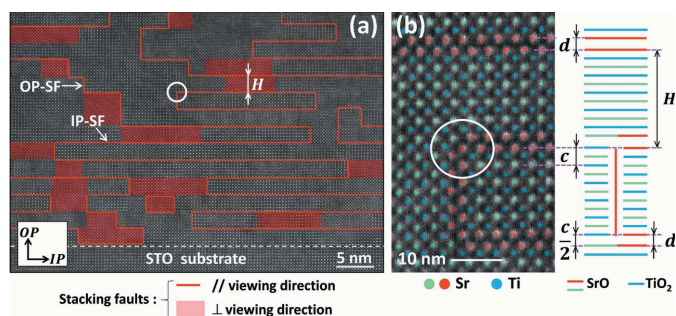 (a)
OP-SF
H
IP-SF
OP
IP
STO substrate
5 nm
Stacking faults :
// viewing direction
⊥ viewing direction
(b)
10 nm
Sr
Ti
d
H
c
c/2
d
SrO
TiO2